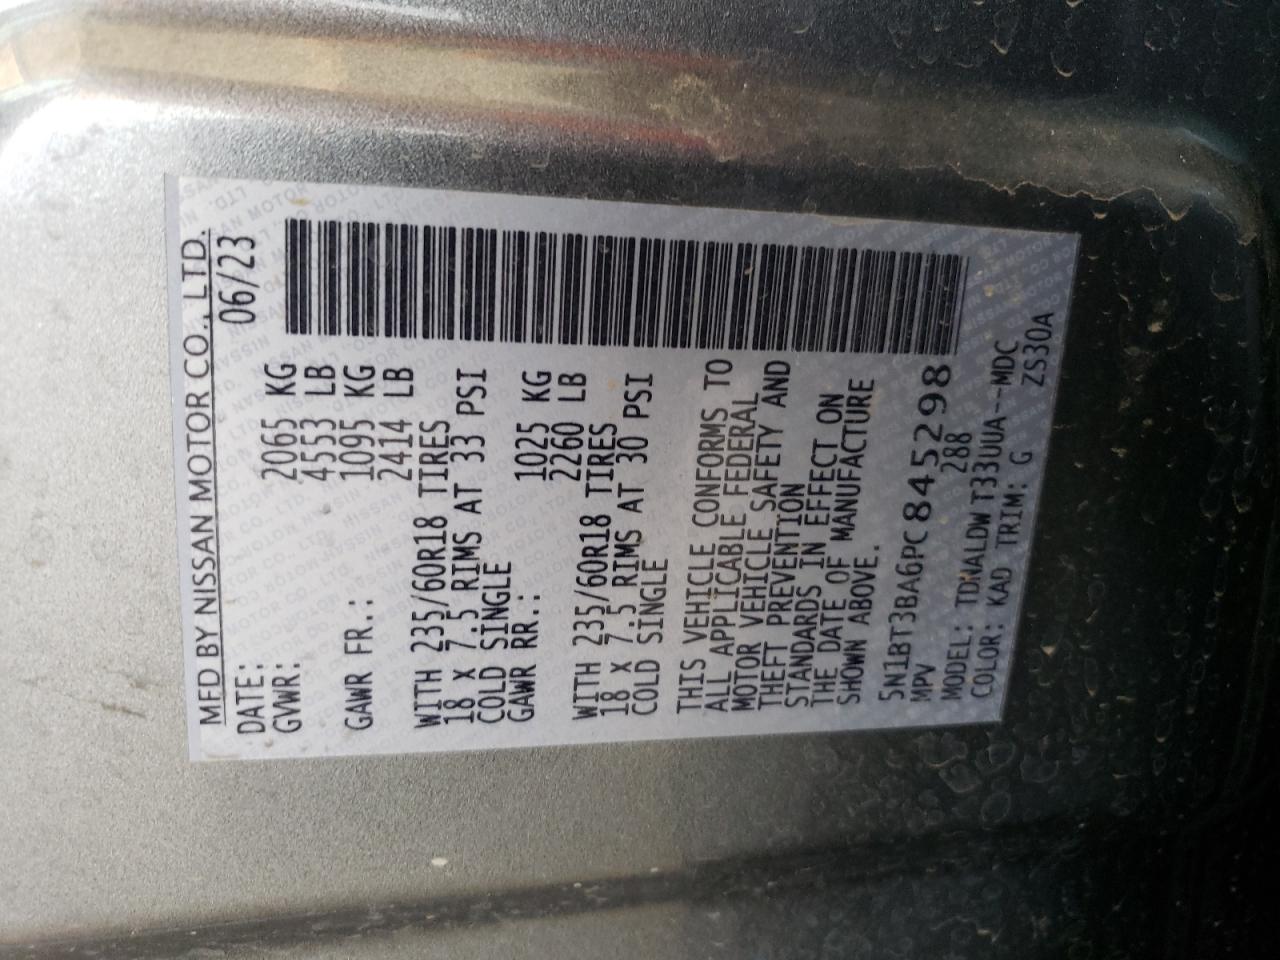 MFD BY NISSAN MOTOR CO., LTD.
DATE: 06/23
GVWR: 2065 KG
4553 LB
GAWR FR.: 1095 KG
2414 LB
WITH 235/60R18 TIRES
18 X 7.5 RIMS AT 33 PSI
COLD SINGLE
GAWR RR.: 1025 KG
2260 LB
WITH 235/60R18 TIRES
18 X 7.5 RIMS AT 30 PSI
COLD SINGLE
THIS VEHICLE CONFORMS TO
ALL APPLICABLE FEDERAL
MOTOR VEHICLE SAFETY AND
THEFT PREVENTION
STANDARDS IN EFFECT ON
THE DATE OF MANUFACTURE
SHOWN ABOVE.
5N1BT3BA6PC845298
MPV 288
MODEL: TDNALDW T33UUA--MDC
COLOR: KAD TRIM: G ZS30A